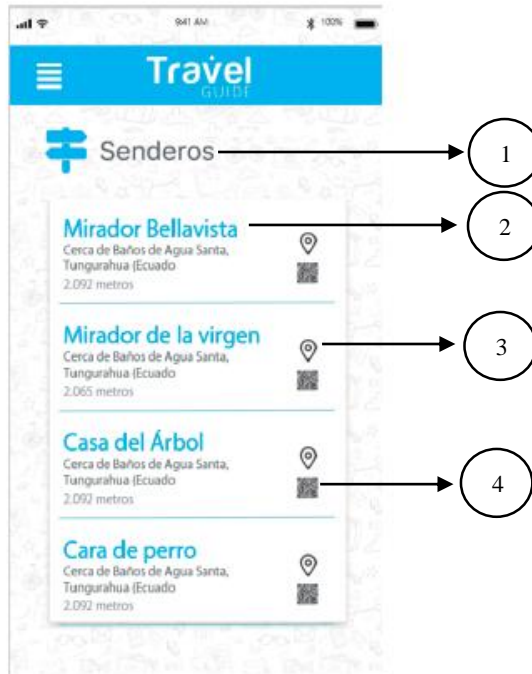 9:41 AM 100%
Travel
GUIDE
Senderos
1
Mirador Bellavista
2
Cerca de Baños de Agua Santa,
Tungurahua (Ecuado
2.092 metros
Mirador de la virgen
3
Cerca de Baños de Agua Santa,
Tungurahua (Ecuado
2.065 metros
Casa del Árbol
Cerca de Baños de Agua Santa,
4
Tungurahua (Ecuado
2.092 metros
Cara de perro
Cerca de Baños de Agua Santa,
Tungurahua (Ecuado
2.092 metros